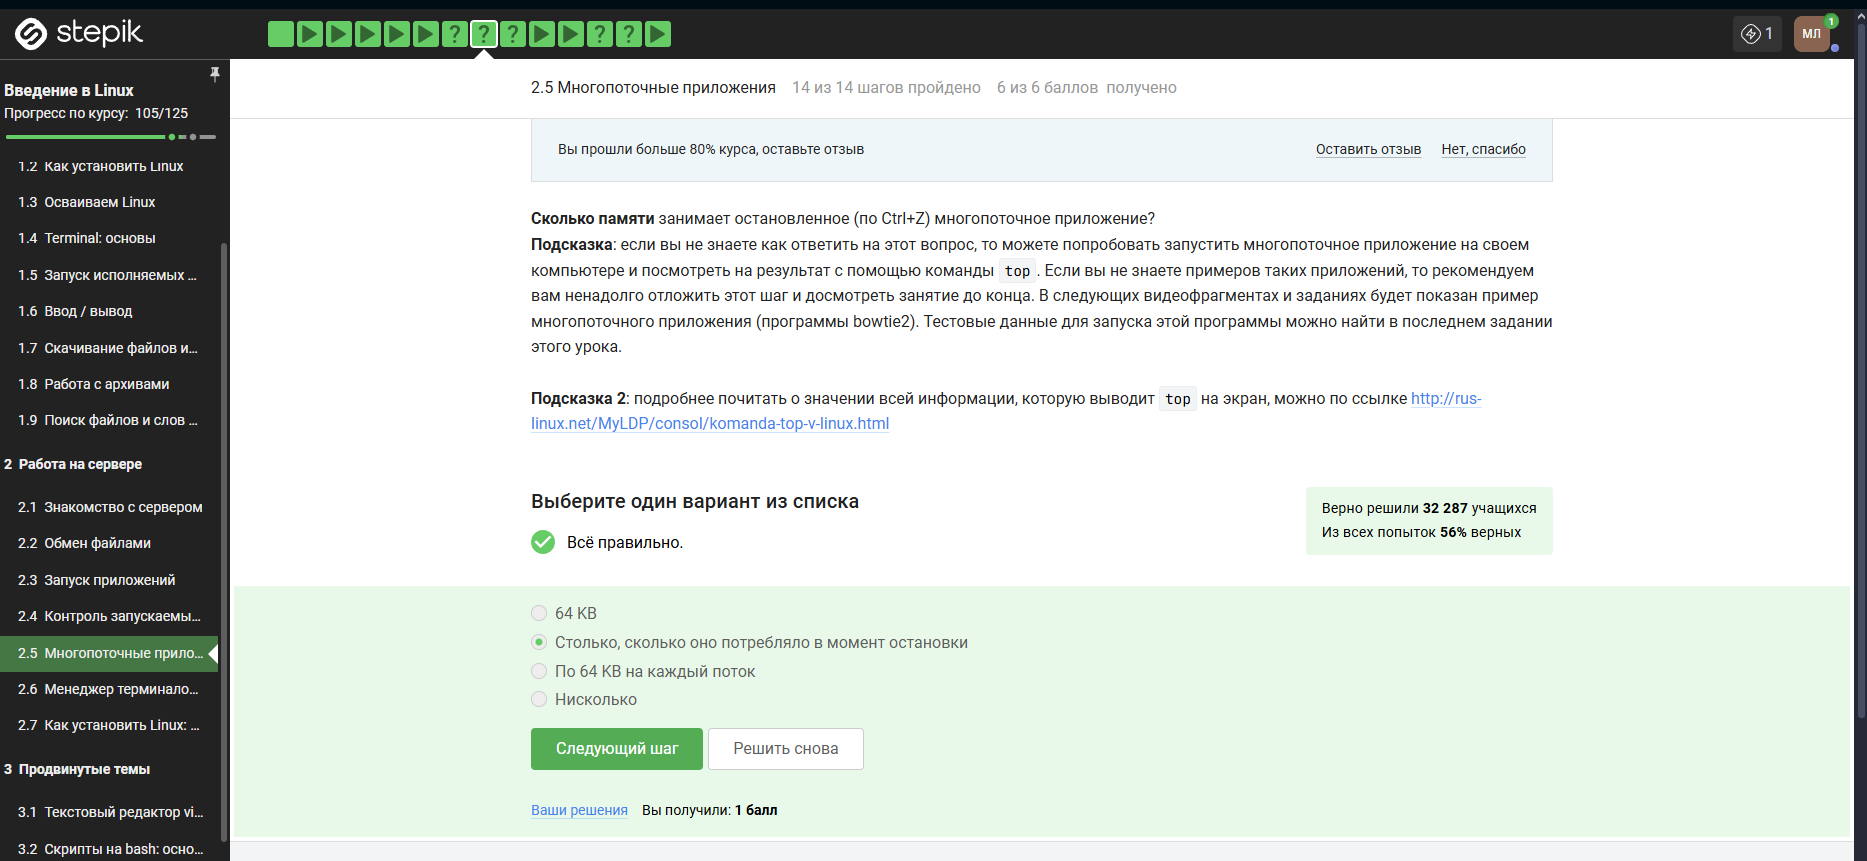 stepik
? ? ? ? ?
1
МЛ
1
Введение в Linux
Прогресс по курсу: 105/125
1.2 Как установить Linux
1.3 Осваиваем Linux
1.4 Terminal: основы
1.5 Запуск исполняемых ...
1.6 Ввод / вывод
1.7 Скачивание файлов и...
1.8 Работа с архивами
1.9 Поиск файлов и слов ...
2 Работа на сервере
2.1 Знакомство с сервером
2.2 Обмен файлами
2.3 Запуск приложений
2.4 Контроль запускаемы...
2.5 Многопоточные прило...
2.6 Менеджер терминало...
2.7 Как установить Linux: ...
3 Продвинутые темы
3.1 Текстовый редактор vi...
3.2 Скрипты на bash: осно...
2.5 Многопоточные приложения 14 из 14 шагов пройдено 6 из 6 баллов получено
Вы прошли больше 80% курса, оставьте отзыв Оставить отзыв Нет, спасибо
Сколько памяти занимает остановленное (по Ctrl+Z) многопоточное приложение?
Подсказка: если вы не знаете как ответить на этот вопрос, то можете попробовать запустить многопоточное приложение на своем
компьютере и посмотреть на результат с помощью команды top . Если вы не знаете примеров таких приложений, то рекомендуем
вам ненадолго отложить этот шаг и досмотреть занятие до конца. В следующих видеофрагментах и заданиях будет показан пример
многопоточного приложения (программы bowtie2). Тестовые данные для запуска этой программы можно найти в последнем задании
этого урока.
Подсказка 2: подробнее почитать о значении всей информации, которую выводит top на экран, можно по ссылке http://rus-
linux.net/MyLDP/consol/komanda-top-v-linux.html
Выберите один вариант из списка
Всё правильно.
Верно решили 32 287 учащихся
Из всех попыток 56% верных
64 KB
Столько, сколько оно потребляло в момент остановки
По 64 KB на каждый поток
Нисколько
Следующий шаг Решить снова
Ваши решения Вы получили: 1 балл